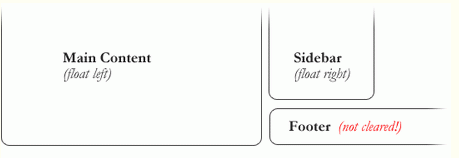 Main Content
(float left)
Sidebar
(float right)
Footer (not cleared!)